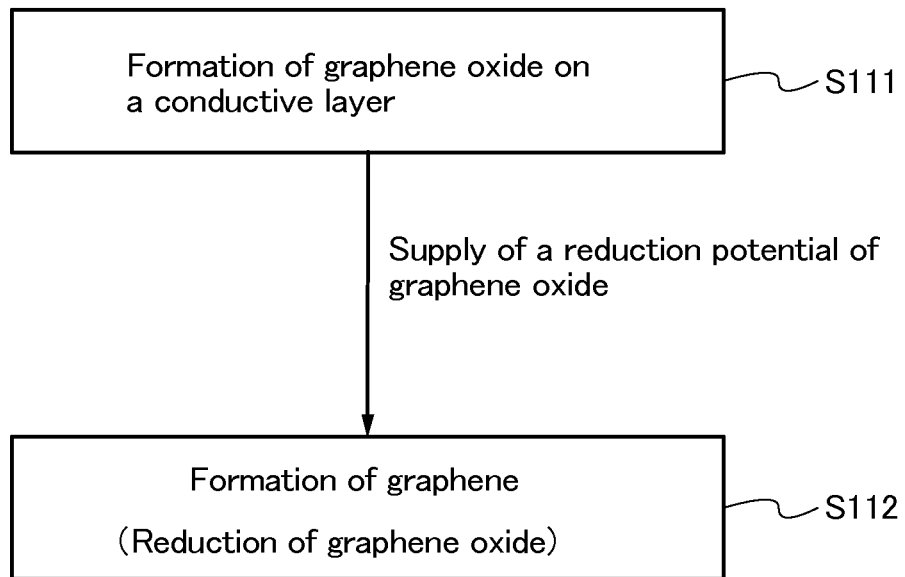 Formation of graphene oxide on
a conductive layer
S111
Supply of a reduction potential of
graphene oxide
Formation of graphene
(Reduction of graphene oxide)
S112